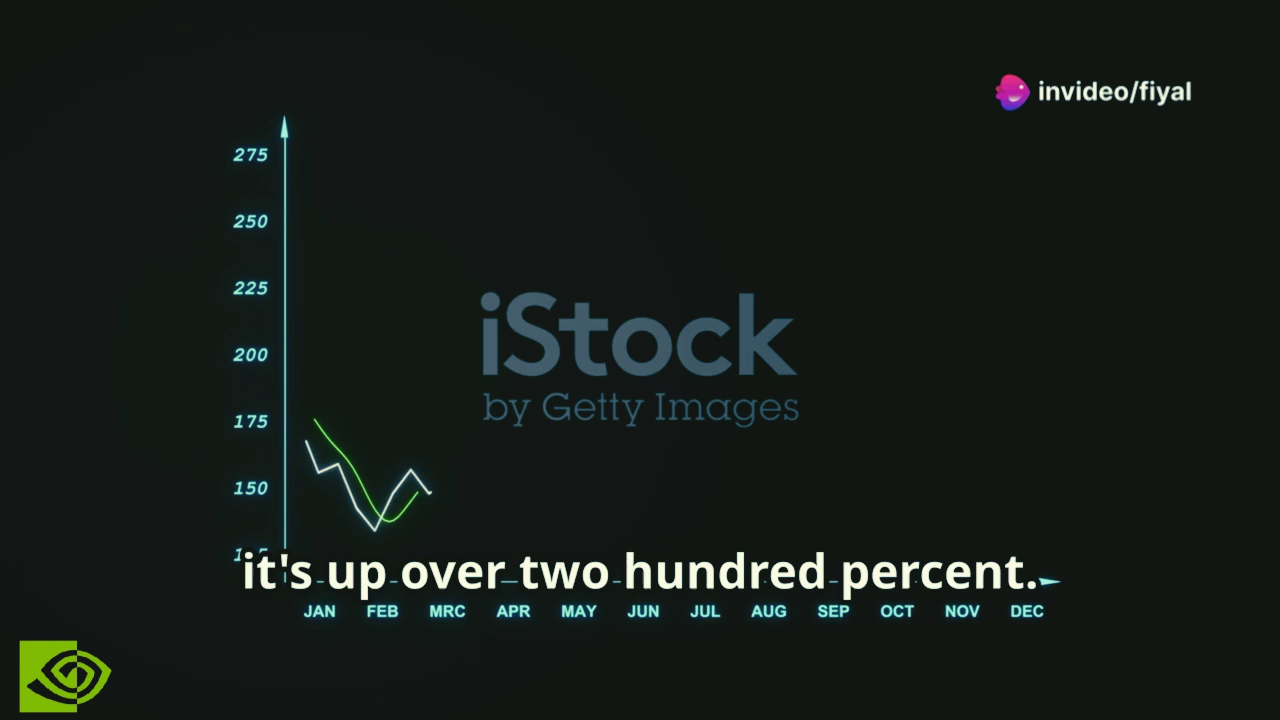 invideo/fiyal
275
250
225
200
175
150
iStock
by Getty Images
it's up over two hundred percent.
JAN FEB MRC APR MAY JUN JUL AUG SEP OCT NOV DEC